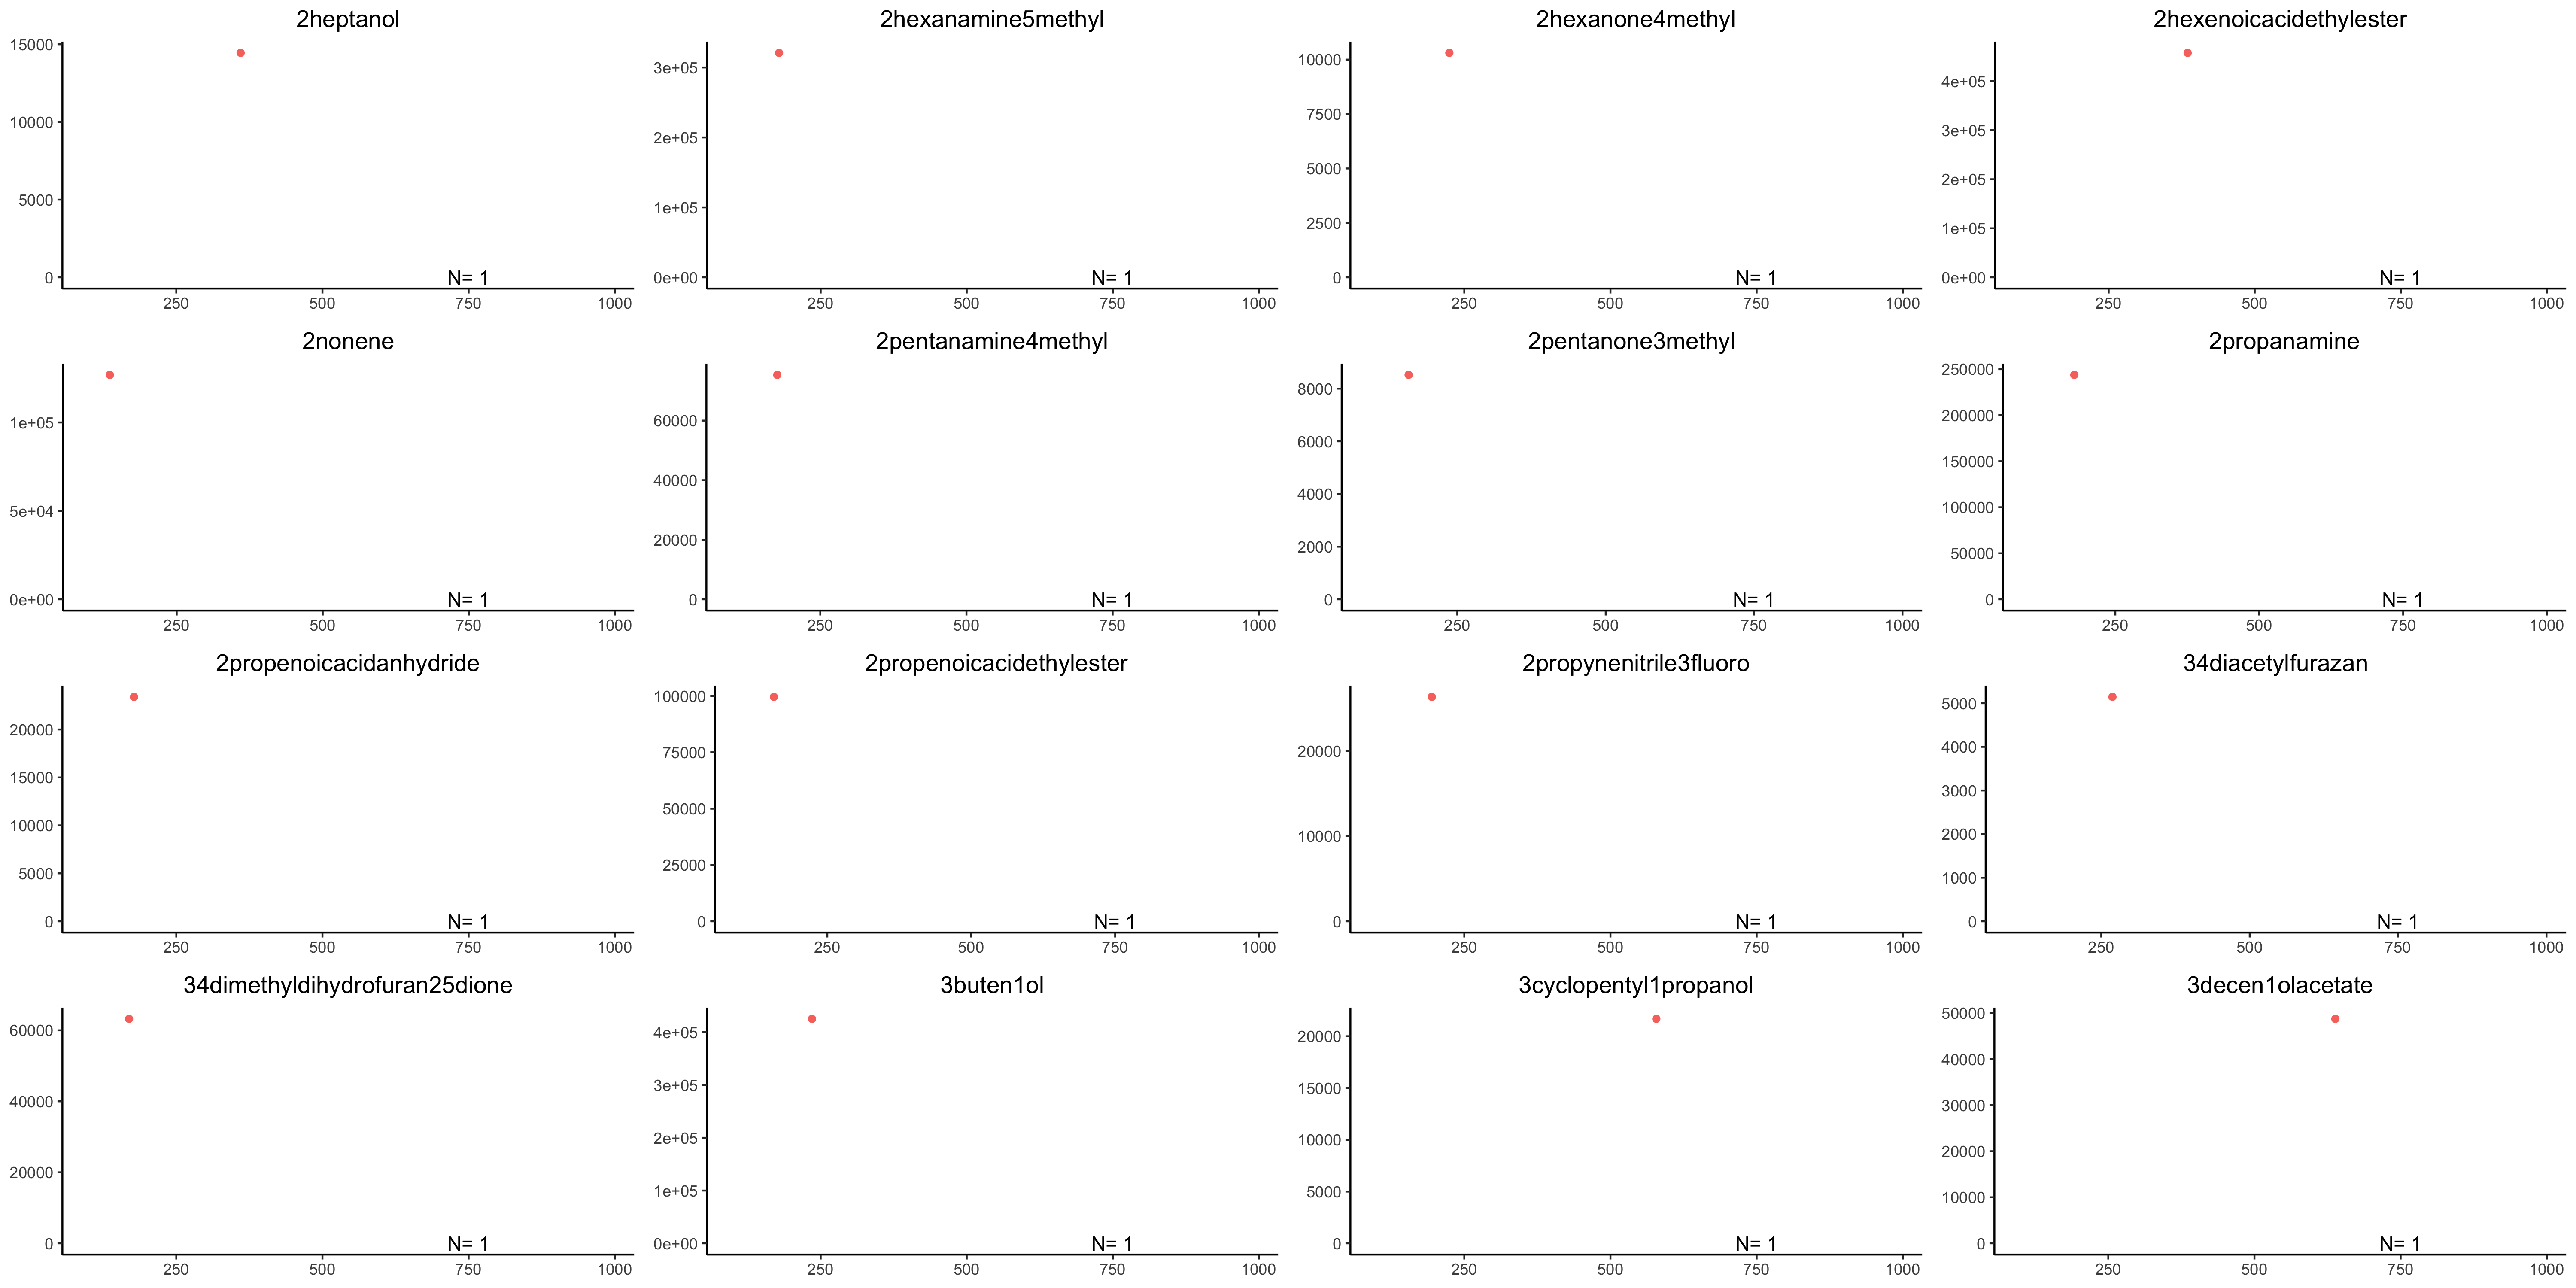 2heptanol
15000
10000
5000
0
N= 1
250 500 750 1000
2hexanamine5methyl
3e+05
2e+05
1e+05
0e+00
N= 1
250 500 750 1000
2hexanone4methyl
10000
7500
5000
2500
0
N= 1
250 500 750 1000
2hexenoicacidethylester
4e+05
3e+05
2e+05
1e+05
0e+00
N= 1
250 500 750 1000
2nonene
1e+05
5e+04
0e+00
N= 1
250 500 750 1000
2pentanamine4methyl
60000
40000
20000
0
N= 1
250 500 750 1000
2pentanone3methyl
8000
6000
4000
2000
0
N= 1
250 500 750 1000
2propanamine
250000
200000
150000
100000
50000
0
N= 1
250 500 750 1000
2propenoicacidanhydride
20000
15000
10000
5000
0
N= 1
250 500 750 1000
2propenoicacidethylester
100000
75000
50000
25000
0
N= 1
250 500 750 1000
2propynenitrile3fluoro
20000
10000
0
N= 1
250 500 750 1000
34diacetylfurazan
5000
4000
3000
2000
1000
0
N= 1
250 500 750 1000
34dimethyldihydrofuran25dione
60000
40000
20000
0
N= 1
250 500 750 1000
3buten1ol
4e+05
3e+05
2e+05
1e+05
0e+00
N= 1
250 500 750 1000
3cyclopentyl1propanol
20000
15000
10000
5000
0
N= 1
250 500 750 1000
3decen1olacetate
50000
40000
30000
20000
10000
0
N= 1
250 500 750 1000